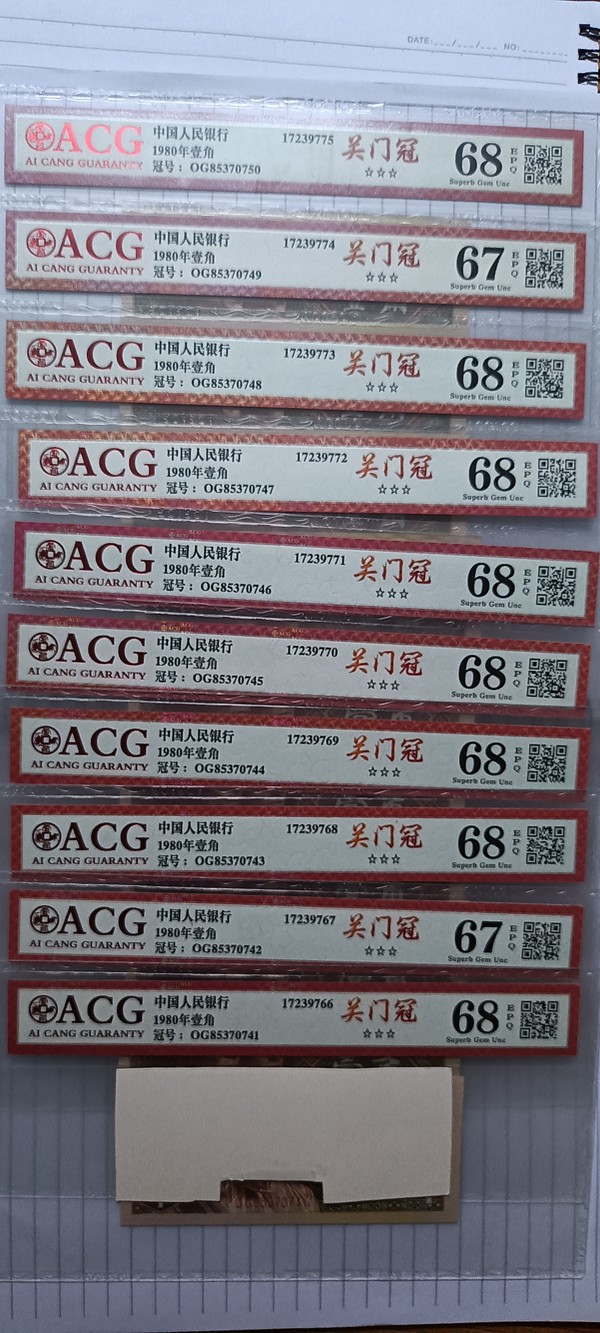 DATE:___/___/___ NO:________
ACG
AI CANG GUARANTY
中国人民银行
1980年壹角
冠号： OG85370750
17239775
关门冠
☆☆☆
68
EPQ
Superb Gem Unc
ACG
AI CANG GUARANTY
中国人民银行
1980年壹角
冠号： OG85370749
17239774
关门冠
☆☆☆
67
EPQ
Superb Gem Unc
ACG
AI CANG GUARANTY
中国人民银行
1980年壹角
冠号： OG85370748
17239773
关门冠
☆☆☆
68
EPQ
Superb Gem Unc
ACG
AI CANG GUARANTY
中国人民银行
1980年壹角
冠号： OG85370747
17239772
关门冠
☆☆☆
68
EPQ
Superb Gem Unc
ACG
AI CANG GUARANTY
中国人民银行
1980年壹角
冠号： OG85370746
17239771
关门冠
☆☆☆
68
EPQ
Superb Gem Unc
ACG
AI CANG GUARANTY
中国人民银行
1980年壹角
冠号： OG85370745
17239770
关门冠
☆☆☆
68
EPQ
Superb Gem Unc
ACG
AI CANG GUARANTY
中国人民银行
1980年壹角
冠号： OG85370744
17239769
关门冠
☆☆☆
68
EPQ
Superb Gem Unc
ACG
AI CANG GUARANTY
中国人民银行
1980年壹角
冠号： OG85370743
17239768
关门冠
☆☆☆
68
EPQ
Superb Gem Unc
ACG
AI CANG GUARANTY
中国人民银行
1980年壹角
冠号： OG85370742
17239767
关门冠
☆☆☆
67
EPQ
Superb Gem Unc
ACG
AI CANG GUARANTY
中国人民银行
1980年壹角
冠号： OG85370741
17239766
关门冠
☆☆☆
68
EPQ
Superb Gem Unc